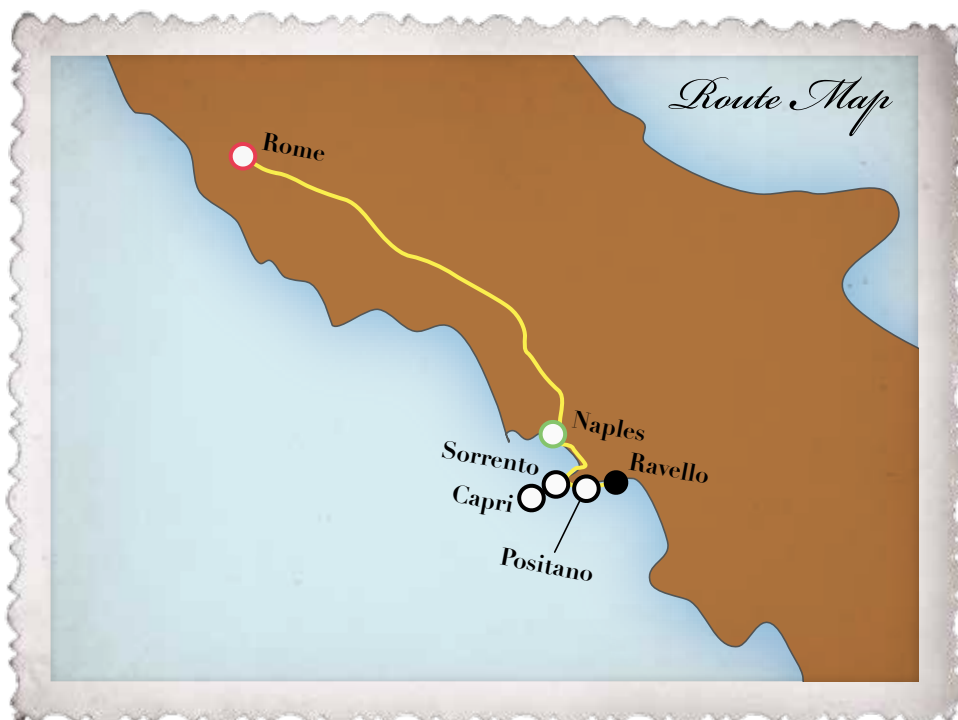 Route Map
Rome
Naples
Sorrento
Ravello
Capri
Positano